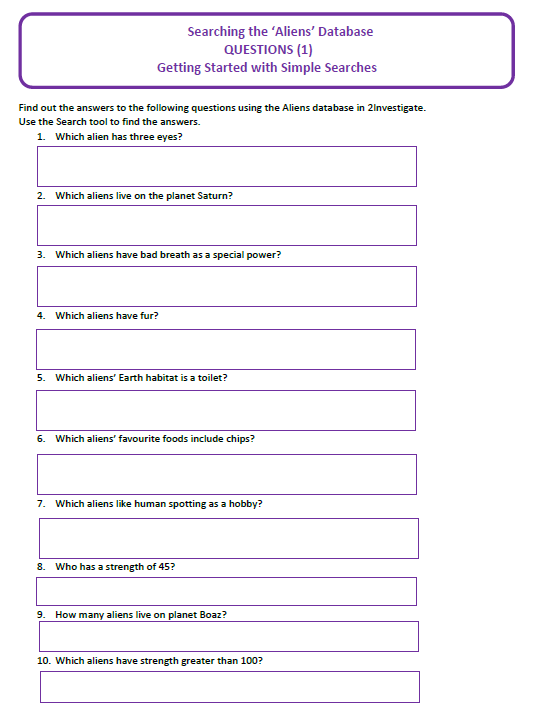 Searching the ‘Aliens’ Database
QUESTIONS (1)
Getting Started with Simple Searches
Find out the answers to the following questions using the Aliens database in 2Investigate.
Use the Search tool to find the answers.
1. Which alien has three eyes?
2. Which aliens live on the planet Saturn?
3. Which aliens have bad breath as a special power?
4. Which aliens have fur?
5. Which aliens’ Earth habitat is a toilet?
6. Which aliens’ favourite foods include chips?
7. Which aliens like human spotting as a hobby?
8. Who has a strength of 45?
9. How many aliens live on planet Boaz?
10. Which aliens have strength greater than 100?